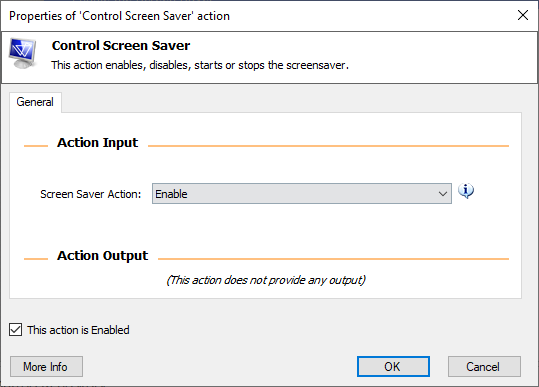 Properties of 'Control Screen Saver' action
Control Screen Saver
This action enables, disables, starts or stops the screensaver.
General
Action Input
Screen Saver Action: Enable
Action Output
(This action does not provide any output)
This action is Enabled
More Info OK Cancel